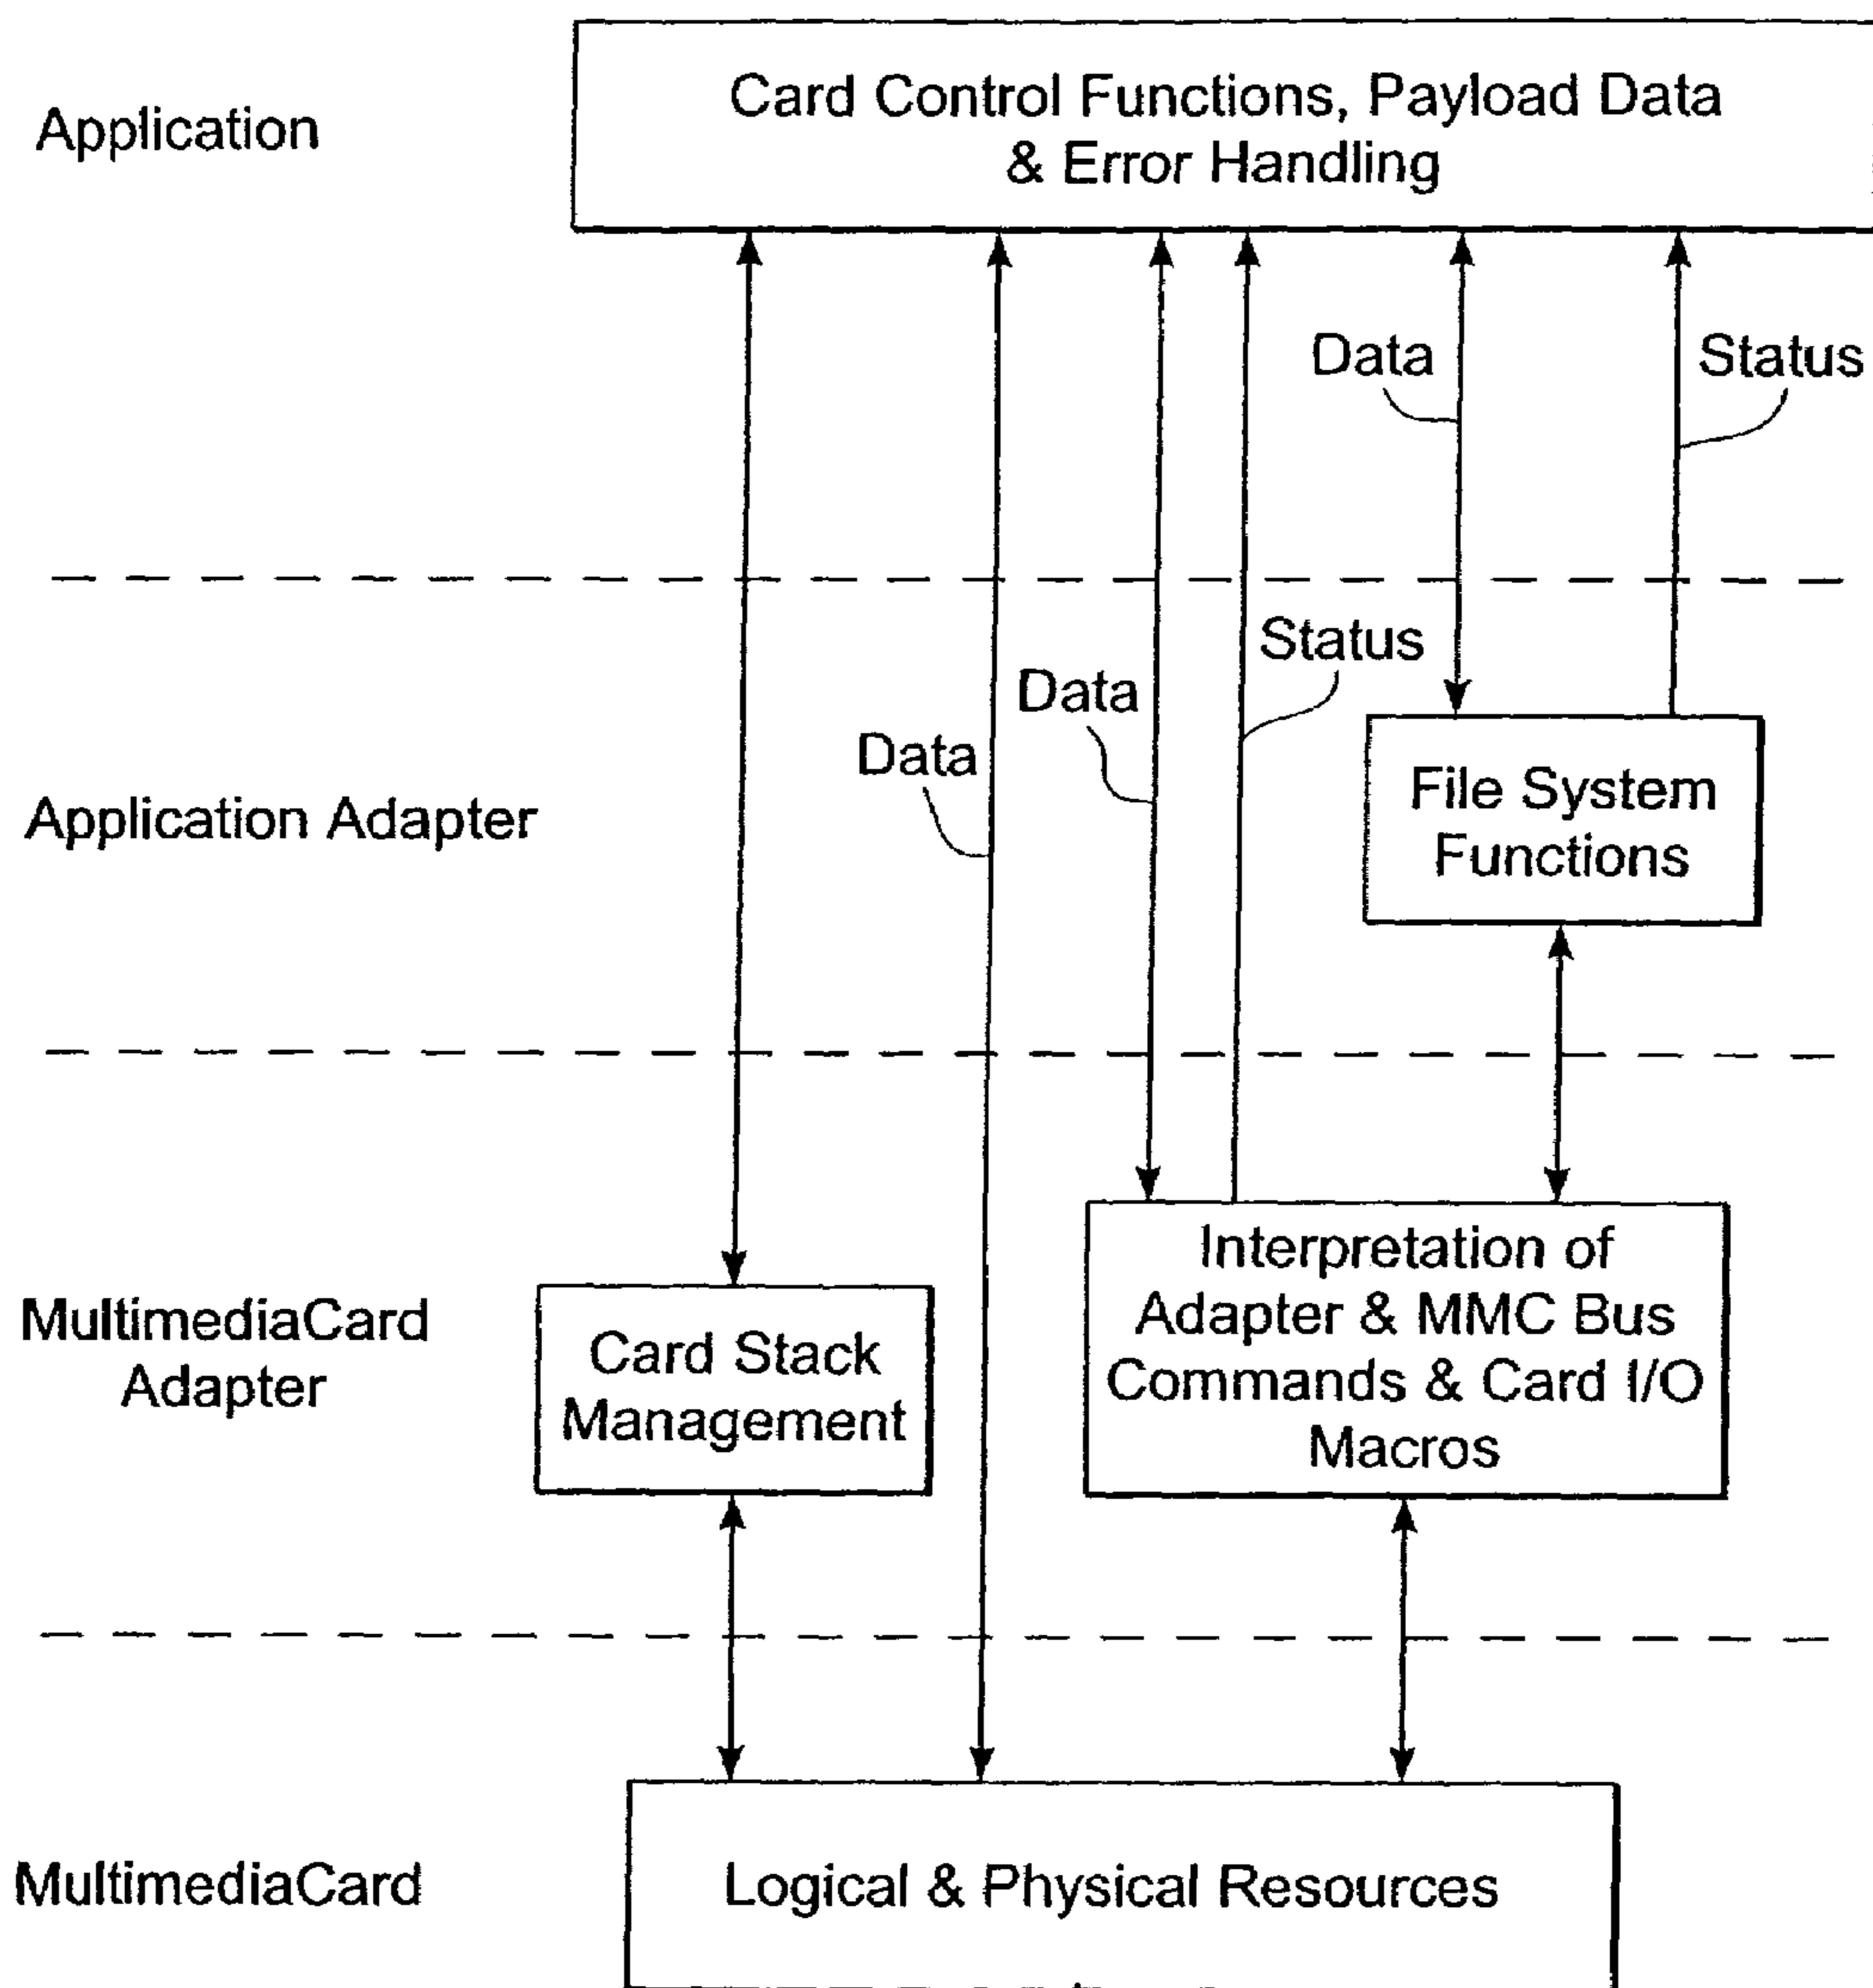 Application
Card Control Functions, Payload Data
& Error Handling
Data
Status
Status
Data
Data
Application Adapter
File System
Functions
MultimediaCard
Adapter
Card Stack
Management
Interpretation of
Adapter & MMC Bus
Commands & Card I/O
Macros
MultimediaCard
Logical & Physical Resources